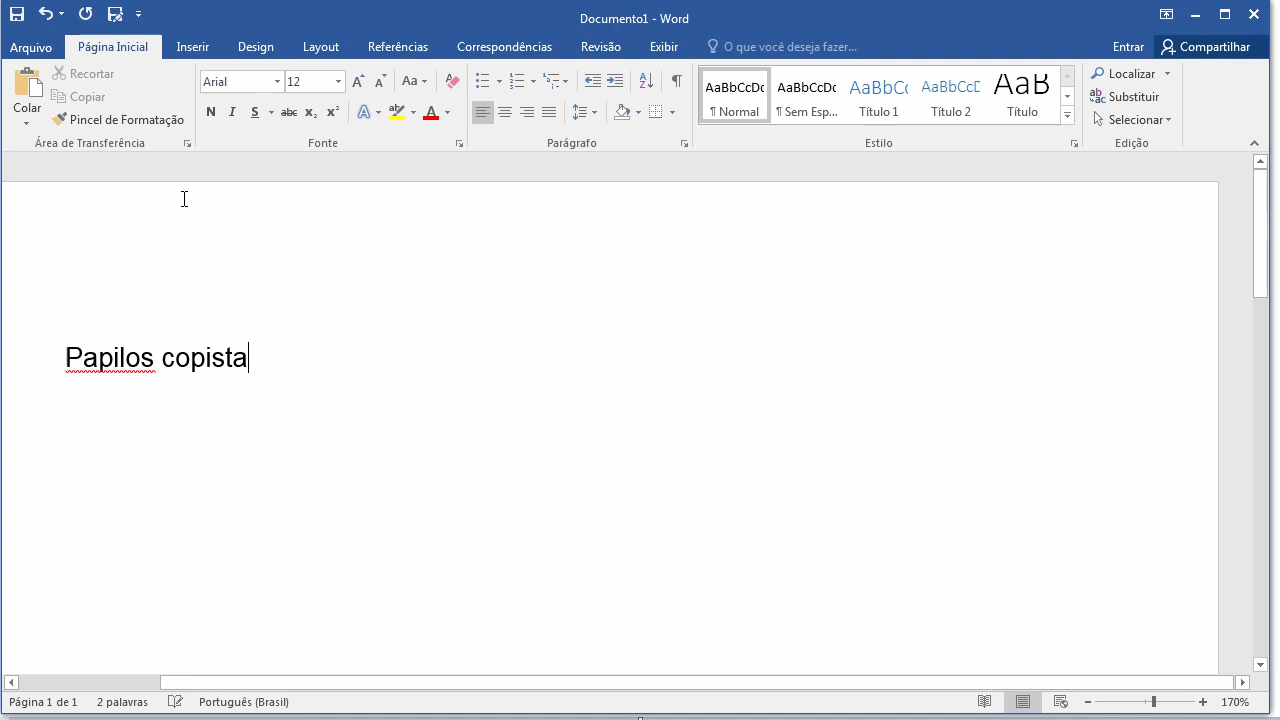 Documento1 - Word
Arquivo Página Inicial Inserir Design Layout Referências Correspondências Revisão Exibir O que você deseja fazer... Entrar Compartilhar
Colar
Recortar
Copiar
Pincel de Formatação
Área de Transferência
Arial 12 Aa
N I S abc x₂ x² A A
Fonte
Parágrafo
AaBbCcDc AaBbCcDc AaBbCc AaBbCcD AaB
¶ Normal ¶ Sem Esp... Título 1 Título 2 Título
Estilo
Localizar
Substituir
Selecionar
Edição
Papilos copista
Página 1 de 1 2 palavras Português (Brasil) 170%